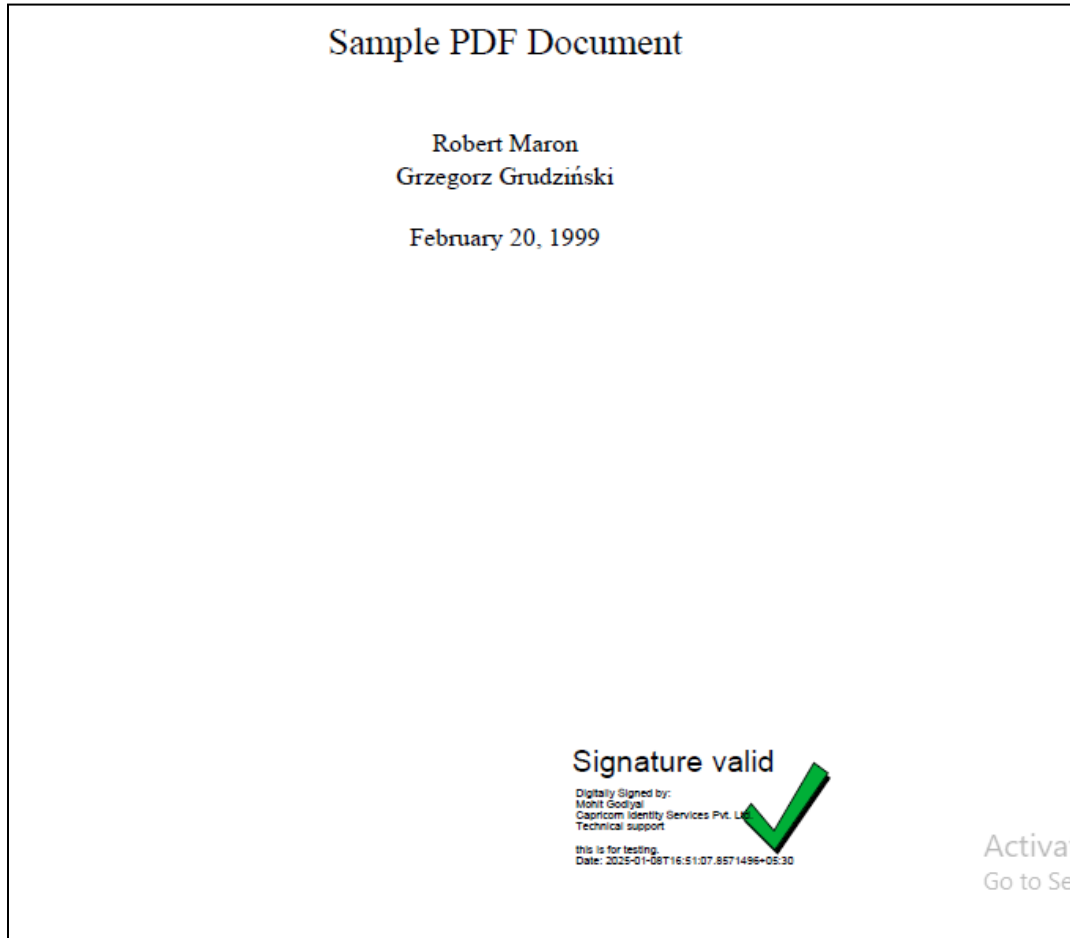 Sample PDF Document
Robert Maron
Grzegorz Grudziński
February 20, 1999
Signature valid
Digitally Signed by:
Mohit Godiyal
Capricorn Identity Services Pvt. Ltd.
Technical support
this is for testing.
Date: 2025-01-08T16:51:07.8571496+05:30
Activa
Go to Se